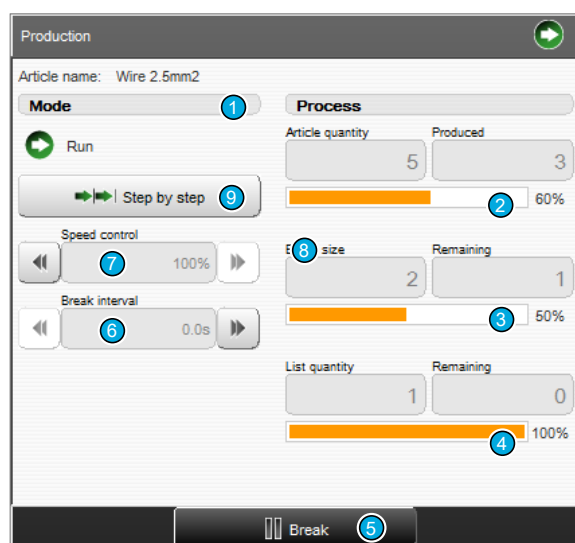 Production
Article name: Wire 2.5mm2
Mode 1
Run
Step by step 9
Speed control
7 100%
Break interval
6 0.0s
Process
Article quantity Produced
5 3
2 60%
8 size Remaining
2 1
3 50%
List quantity Remaining
1 0
4 100%
Break 5